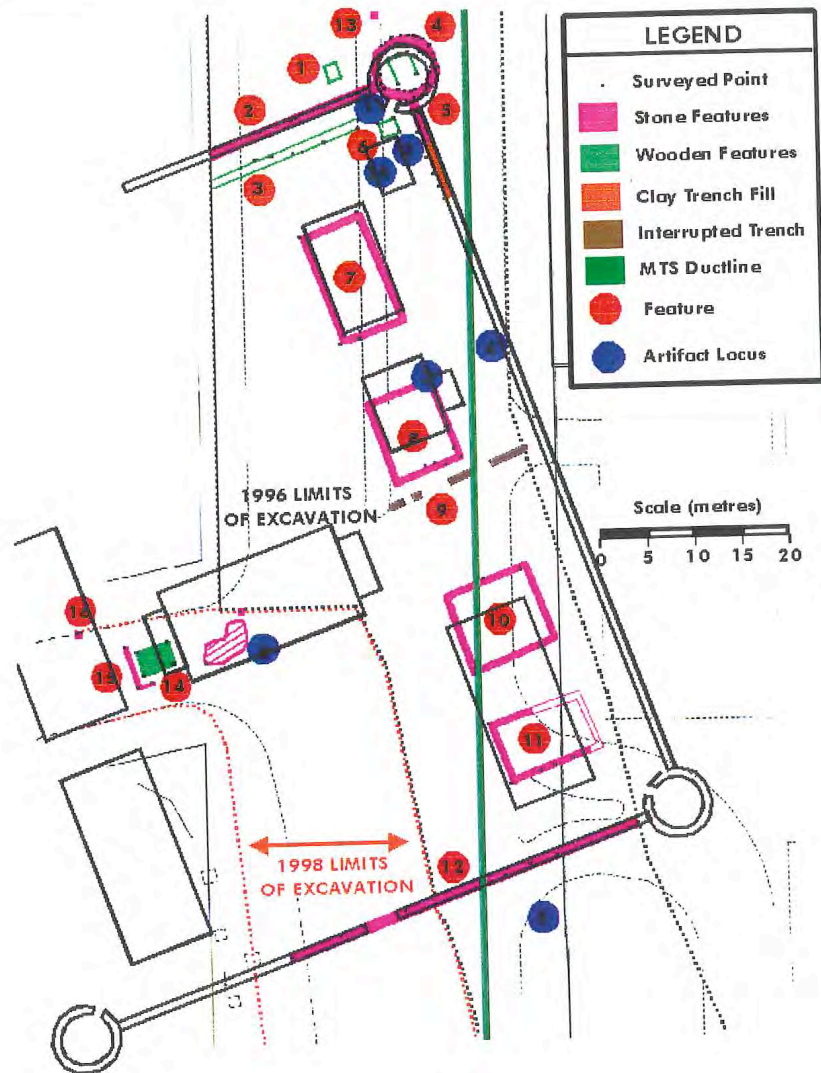 13
4
1
2
5
6
3
7
8
9
1996 LIMITS
OF EXCAVATION
10
16
15
14
11
12
1998 LIMITS
OF EXCAVATION
LEGEND
Surveyed Point
Stone Features
Wooden Features
Clay Trench Fill
Interrupted Trench
MTS Ductline
Feature
Artifact Locus
Scale (metres)
0 5 10 15 20